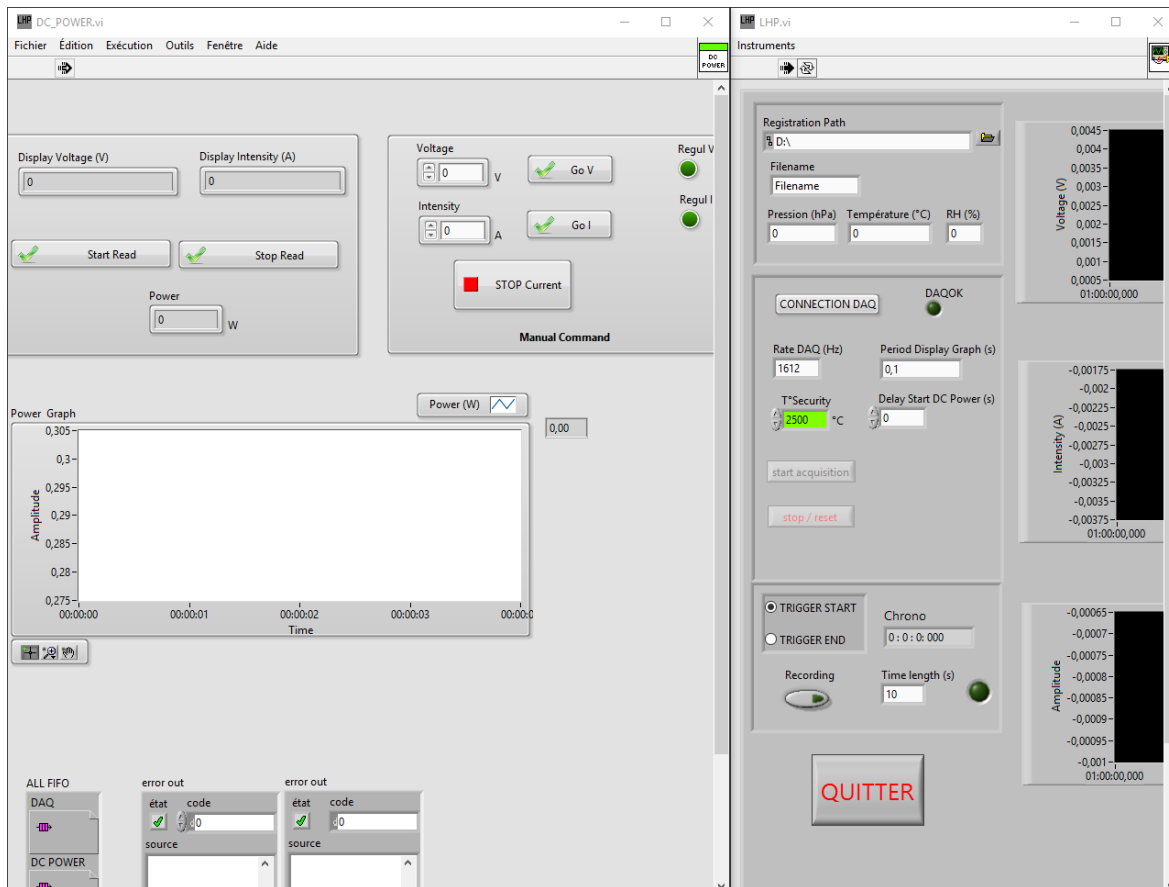 LHP DC_POWER.vi
Fichier Édition Exécution Outils Fenêtre Aide
DC
POWER
Display Voltage (V)
0
Display Intensity (A)
0
Start Read
Stop Read
Power
0 W
Voltage
0 V
Go V
Regul V
Intensity
0 A
Go I
Regul I
STOP Current
Manual Command
Power Graph
Power (W)
0,00
0,305
0,3
0,295
0,29
0,285
0,28
0,275
Amplitude
00:00:00 00:00:01 00:00:02 00:00:03 00:00:0
Time
ALL FIFO
DAQ
DC POWER
error out
état code
d0
source
error out
état code
d0
source
LHP LHP.vi
Instruments
Registration Path
D:\
Filename
Filename
Pression (hPa) Température (°C) RH (%)
0 0 0
CONNECTION DAQ
DAQOK
Rate DAQ (Hz) Period Display Graph (s)
1612 0,1
T°Security Delay Start DC Power (s)
2500 °C 0
start acquisition
stop / reset
TRIGGER START
TRIGGER END
Chrono
0 : 0 : 0: 000
Recording
Time length (s)
10
QUITTER
0,0045
0,004
0,0035
0,003
0,0025
0,002
0,0015
0,001
0,0005
Voltage (V)
01:00:00,000
-0,00175
-0,002
-0,00225
-0,0025
-0,00275
-0,003
-0,00325
-0,0035
-0,00375
Intensity (A)
01:00:00,000
-0,00065
-0,0007
-0,00075
-0,0008
-0,00085
-0,0009
-0,00095
-0,001
Amplitude
01:00:00,000